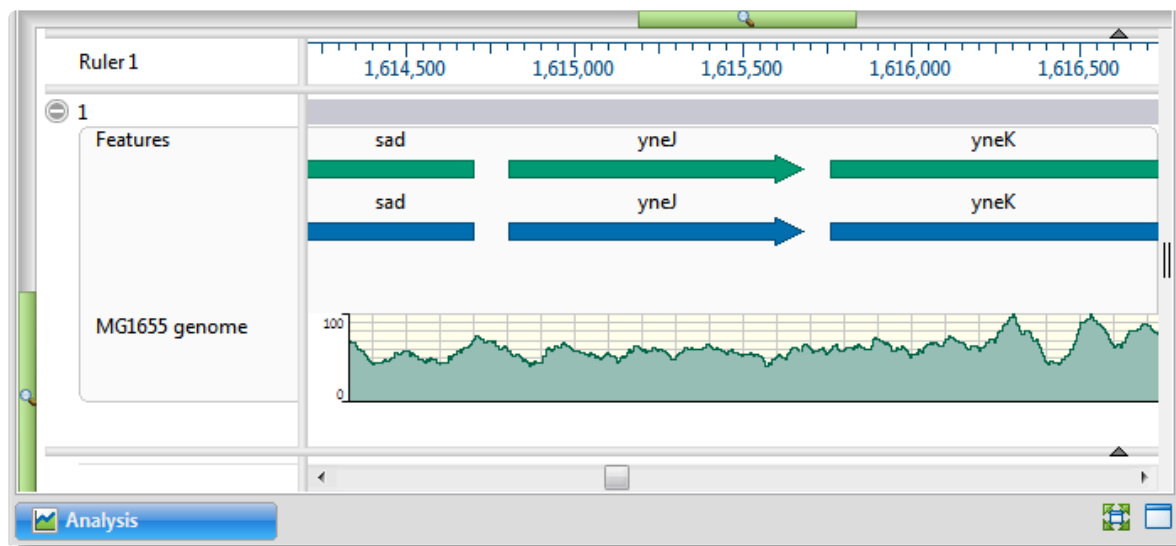 Ruler 1
1,614,500 1,615,000 1,615,500 1,616,000 1,616,500
1
Features
sad yneJ yneK
sad yneJ yneK
MG1655 genome
100
0
Analysis